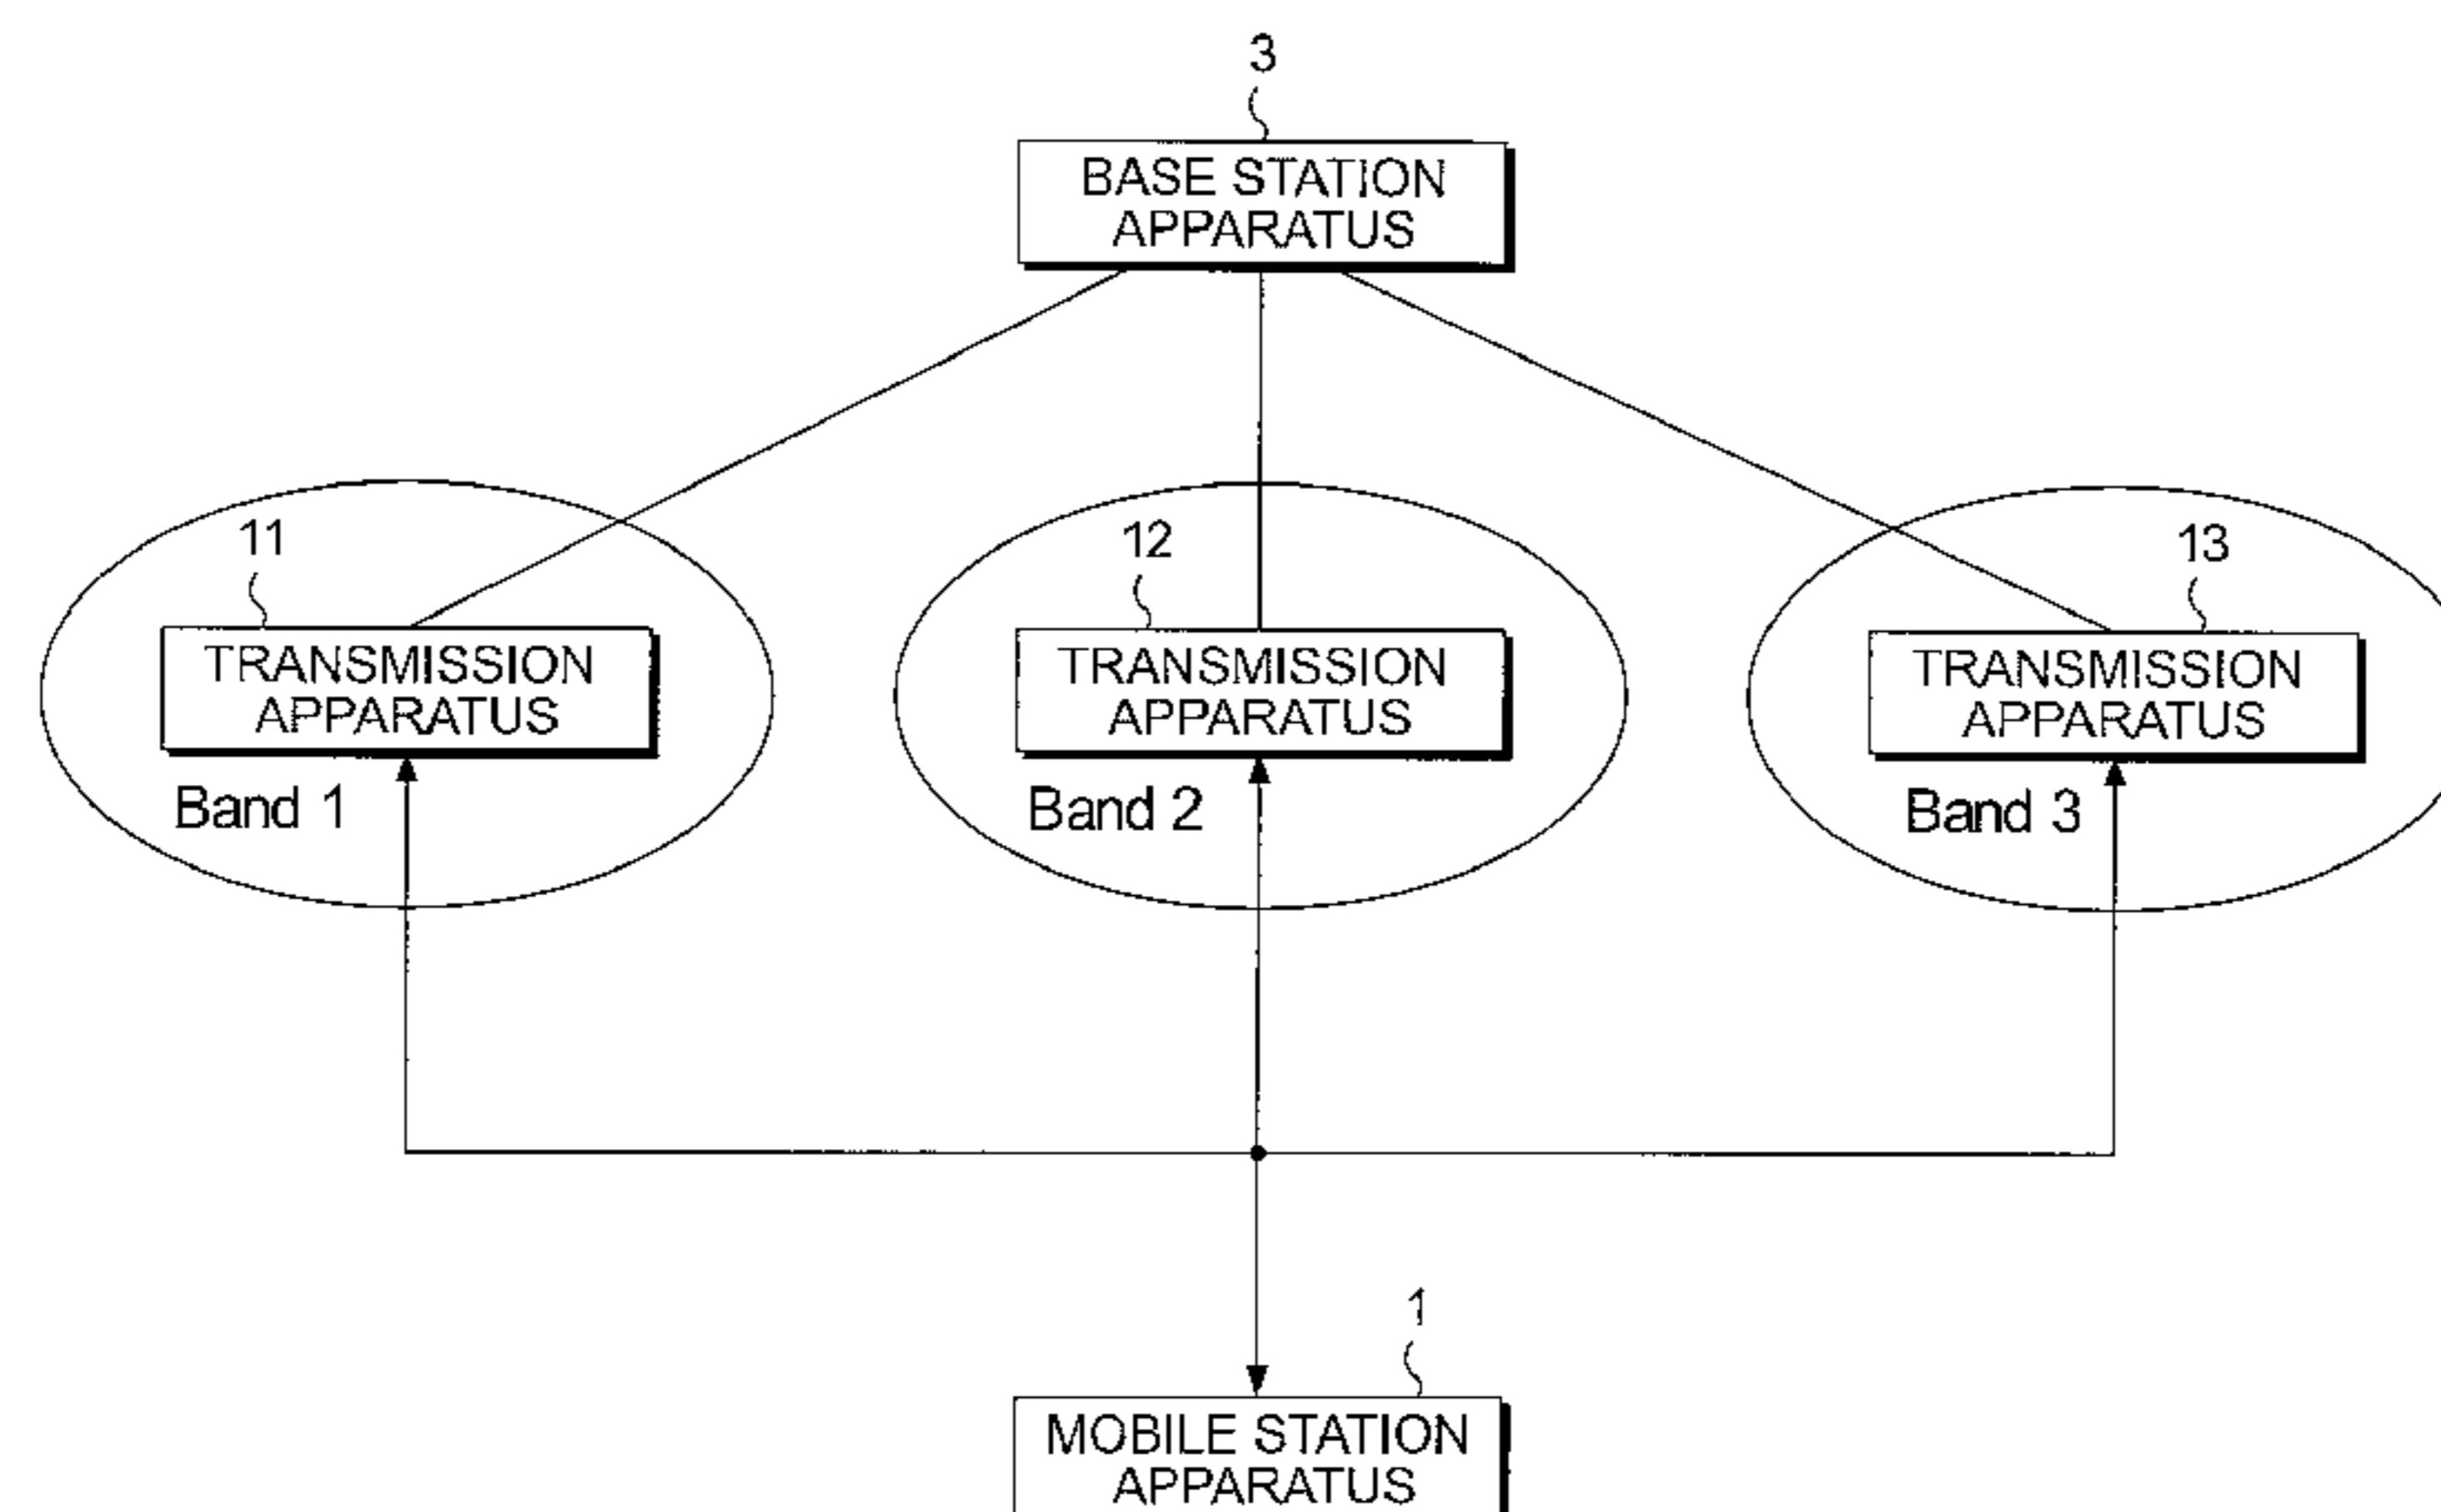 3
BASE STATION
APPARATUS
11
12
13
TRANSMISSION
APPARATUS
TRANSMISSION
APPARATUS
TRANSMISSION
APPARATUS
Band 1
Band 2
Band 3
1
MOBILE STATION
APPARATUS